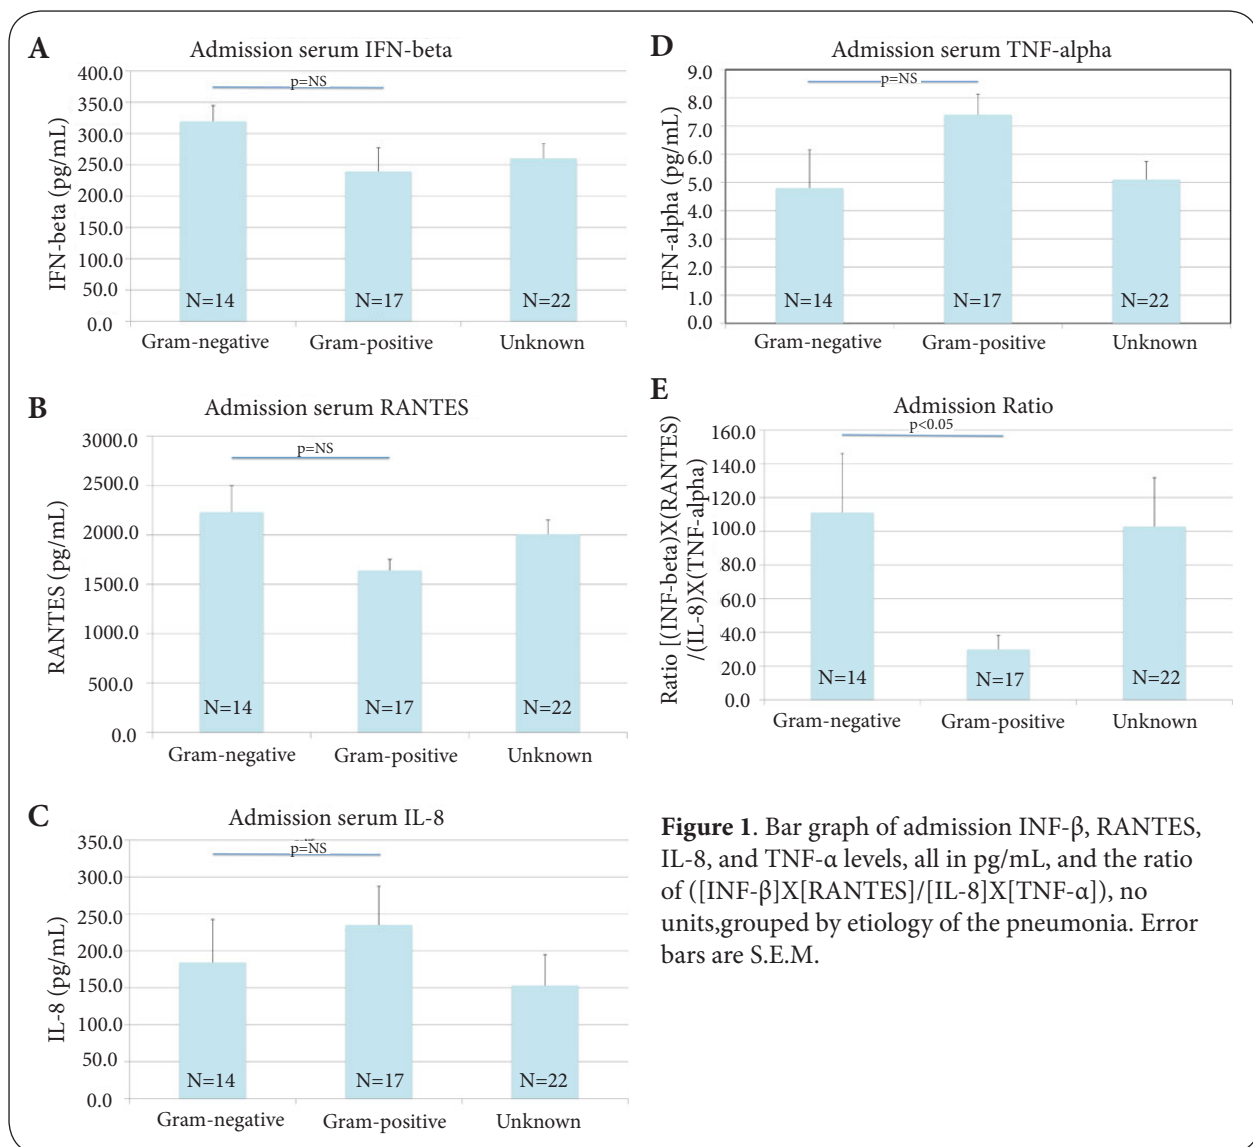 A
Admission serum IFN-beta
p=NS
IFN-beta (pg/mL)
400.0
350.0
300.0
250.0
200.0
150.0
100.0
50.0
0.0
N=14
N=17
N=22
Gram-negative
Gram-positive
Unknown
B
Admission serum RANTES
p=NS
RANTES (pg/mL)
3000.0
2500.0
2000.0
1500.0
1000.0
500.0
0.0
N=14
N=17
N=22
Gram-negative
Gram-positive
Unknown
C
Admission serum IL-8
p=NS
IL-8 (pg/mL)
350.0
300.0
250.0
200.0
150.0
100.0
50.0
0.0
N=14
N=17
N=22
Gram-negative
Gram-positive
Unknown
D
Admission serum TNF-alpha
p=NS
IFN-alpha (pg/mL)
9.0
8.0
7.0
6.0
5.0
4.0
3.0
2.0
1.0
0.0
N=14
N=17
N=22
Gram-negative
Gram-positive
Unknown
E
Admission Ratio
p<0.05
Ratio [(INF-beta)X(RANTES)
/(IL-8)X(TNF-alpha)
160.0
140.0
120.0
100.0
80.0
60.0
40.0
20.0
0.0
N=14
N=17
N=22
Gram-negative
Gram-positive
Unknown
Figure 1. Bar graph of admission INF-β, RANTES,
IL-8, and TNF-α levels, all in pg/mL, and the ratio
of ([INF-β]X[RANTES]/[IL-8]X[TNF-α]), no
units,grouped by etiology of the pneumonia. Error
bars are S.E.M.